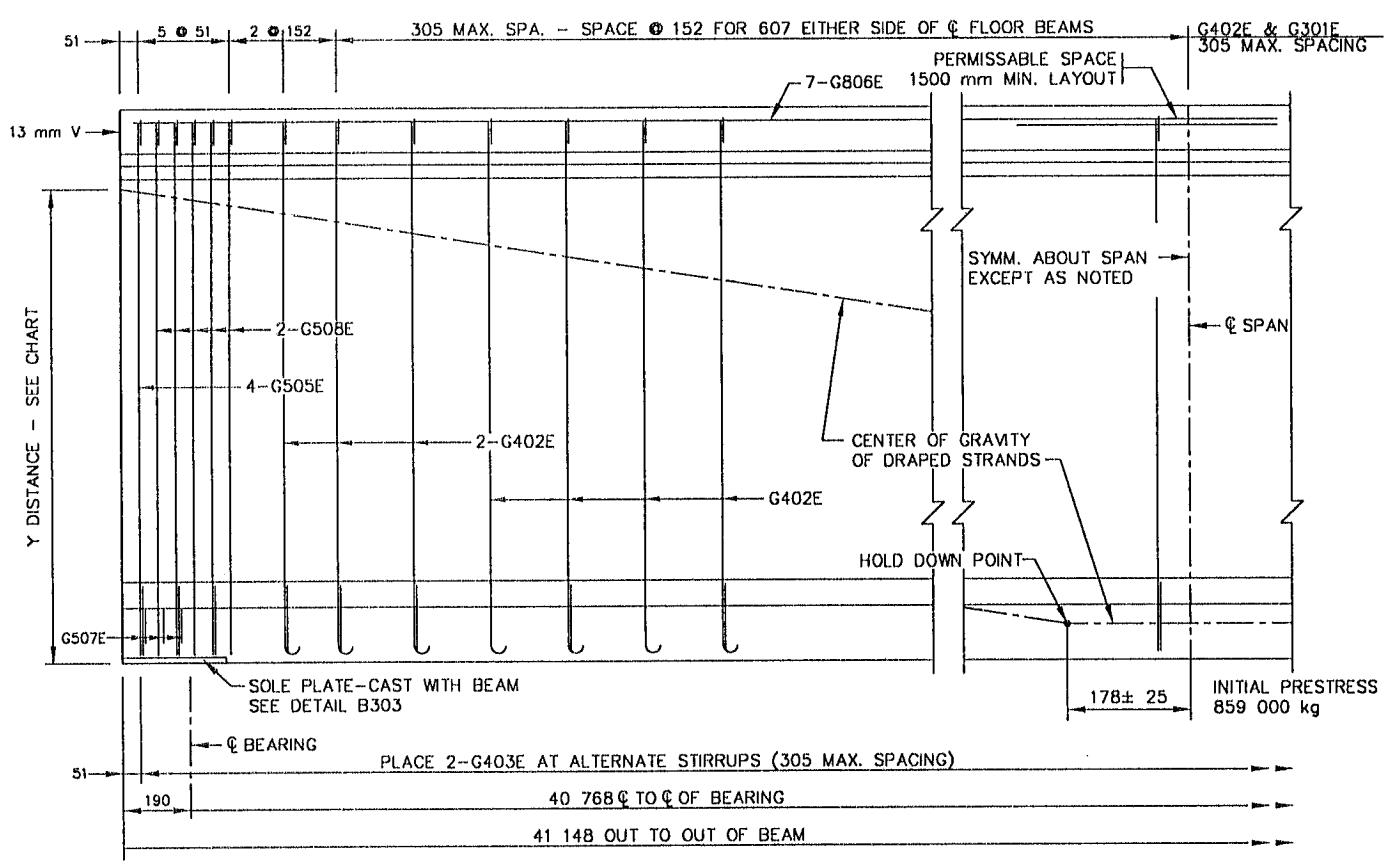 51
5 @ 51
2 @ 152
305 MAX. SPA. - SPACE @ 152 FOR 607 EITHER SIDE OF ℄ FLOOR BEAMS
G402E & G301E
305 MAX. SPACING
PERMISSABLE SPACE
1500 mm MIN. LAYOUT
7-G806E
13 mm V
SYMM. ABOUT SPAN
EXCEPT AS NOTED
℄ SPAN
Y DISTANCE - SEE CHART
2-G508E
4-G505E
2-G402E
CENTER OF GRAVITY
OF DRAPED STRANDS
G402E
HOLD DOWN POINT
G507E
SOLE PLATE-CAST WITH BEAM
SEE DETAIL B303
178± 25
INITIAL PRESTRESS
859 000 kg
℄ BEARING
51
PLACE 2-G403E AT ALTERNATE STIRRUPS (305 MAX. SPACING)
190
40 768 ℄ TO ℄ OF BEARING
41 148 OUT TO OUT OF BEAM